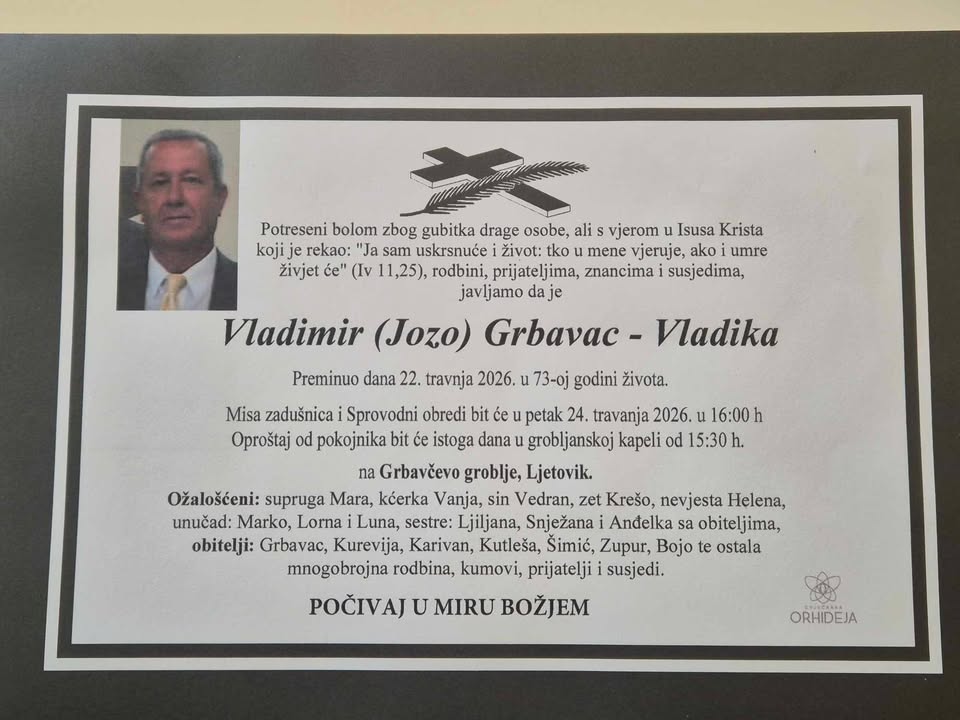 Potreseni bolom zbog gubitka drage osobe, ali s vjerom u Isusa Krista
koji je rekao: "Ja sam uskrsnuće i život: tko u mene vjeruje, ako i umre
živjet će" (Iv 11,25), rodbini, prijateljima, znancima i susjedima,
javljamo da je
Vladimir (Jozo) Grbavac - Vladika
Preminuo dana 22. travnja 2026. u 73-oj godini života.
Misa zadušnica i Sprovodni obredi bit će u petak 24. travanja 2026. u 16:00 h
Oproštaj od pokojnika bit će istoga dana u grobljanskoj kapeli od 15:30 h.
na Grbavčevo groblje, Ljetovik.
Ožalošćeni: supruga Mara, kćerka Vanja, sin Vedran, zet Krešo, nevjesta Helena,
unučad: Marko, Lorna i Luna, sestre: Ljiljana, Snježana i Anđelka sa obiteljima,
obitelji: Grbavac, Kurevija, Karivan, Kutleša, Šimić, Zupur, Bojo te ostala
mnogobrojna rodbina, kumovi, prijatelji i susjedi.
POČIVAJ U MIRU BOŽJEM
CVJEĆARNA
ORHIDEJA